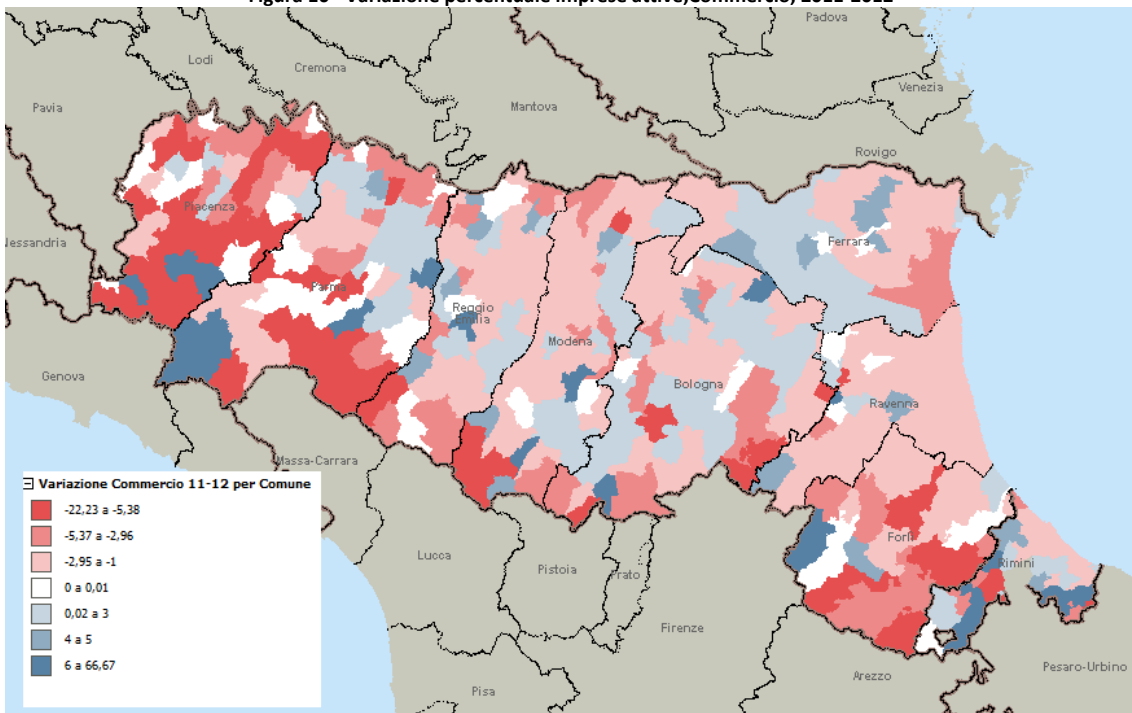 Padova
Lodi
Cremona
Venezia
Pavia
Mantova
Rovigo
Piacenza
lessandria
Ferrara
Parma
Reggio
Emilia
Modena
Genova
Bologna
Ravenna
Massa-Carrara
Forlì
Lucca
Pistoia
Prato
Rimini
Firenze
Pesaro-Urbino
Arezzo
Pisa
Variazione Commercio 11-12 per Comune
-22,23 a -5,38
-5,37 a -2,96
-2,95 a -1
0 a 0,01
0,02 a 3
4 a 5
6 a 66,67